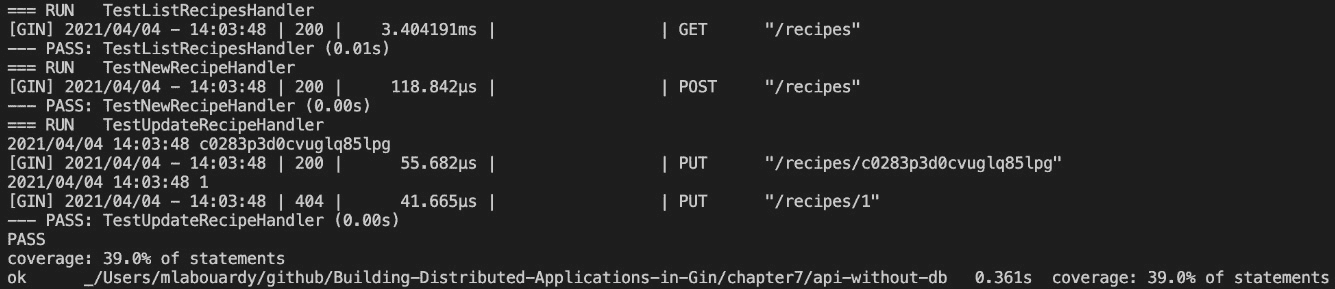 === RUN   TestListRecipesHandler
[GIN] 2021/04/04 - 14:03:48 | 200 |    3.404191ms |                 | GET      "/recipes"
--- PASS: TestListRecipesHandler (0.01s)
=== RUN   TestNewRecipeHandler
[GIN] 2021/04/04 - 14:03:48 | 200 |     118.842µs |                 | POST     "/recipes"
--- PASS: TestNewRecipeHandler (0.00s)
=== RUN   TestUpdateRecipeHandler
2021/04/04 14:03:48 c0283p3d0cvuglq85lpg
[GIN] 2021/04/04 - 14:03:48 | 200 |      55.682µs |                 | PUT      "/recipes/c0283p3d0cvuglq85lpg"
2021/04/04 14:03:48 1
[GIN] 2021/04/04 - 14:03:48 | 404 |      41.665µs |                 | PUT      "/recipes/1"
--- PASS: TestUpdateRecipeHandler (0.00s)
PASS
coverage: 39.0% of statements
ok      _/Users/mlabouardy/github/Building-Distributed-Applications-in-Gin/chapter7/api-without-db   0.361s  coverage: 39.0% of statements